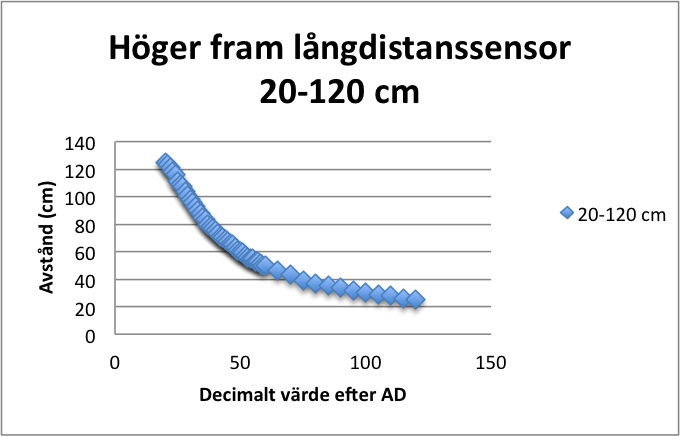 Höger fram långdistanssensor
20-120 cm
140
120
100
80
60
40
20
0
Avstånd (cm)
0 50 100 150
Decimalt värde efter AD
20-120 cm